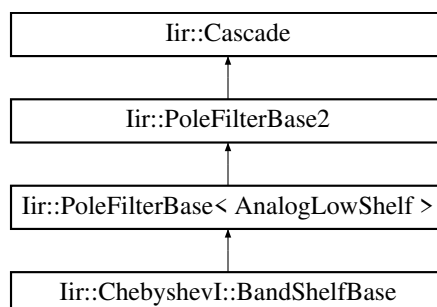 Iir::Cascade
Iir::PoleFilterBase2
Iir::PoleFilterBase< AnalogLowShelf >
Iir::ChebyshevI::BandShelfBase